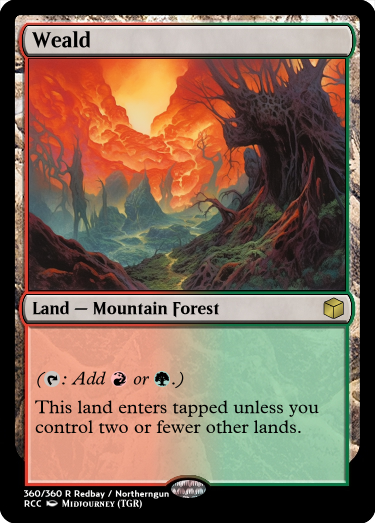 Weald
Land — Mountain Forest
(: Add or .)
This land enters tapped unless you
control two or fewer other lands.
360/360 R Redbay / Northerngun
RCC MIDJOURNEY (TGR)